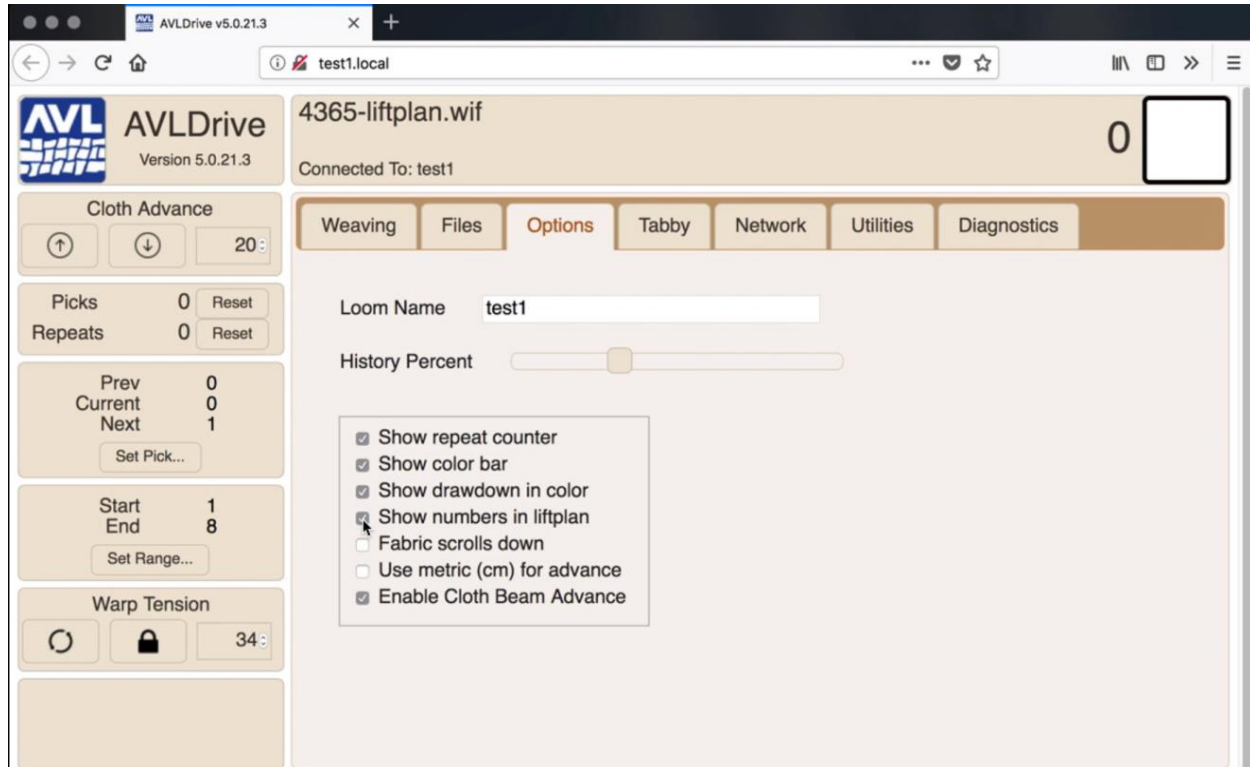 AVLDrive v5.0.21.3
test1.local
AVL
AVLDrive
Version 5.0.21.3
4365-liftplan.wif
Connected To: test1
0
Cloth Advance
20
Picks 0 Reset
Repeats 0 Reset
Prev 0
Current 0
Next 1
Set Pick...
Start 1
End 8
Set Range...
Warp Tension
34
Weaving Files Options Tabby Network Utilities Diagnostics
Loom Name test1
History Percent
Show repeat counter
Show color bar
Show drawdown in color
Show numbers in liftplan
Fabric scrolls down
Use metric (cm) for advance
Enable Cloth Beam Advance